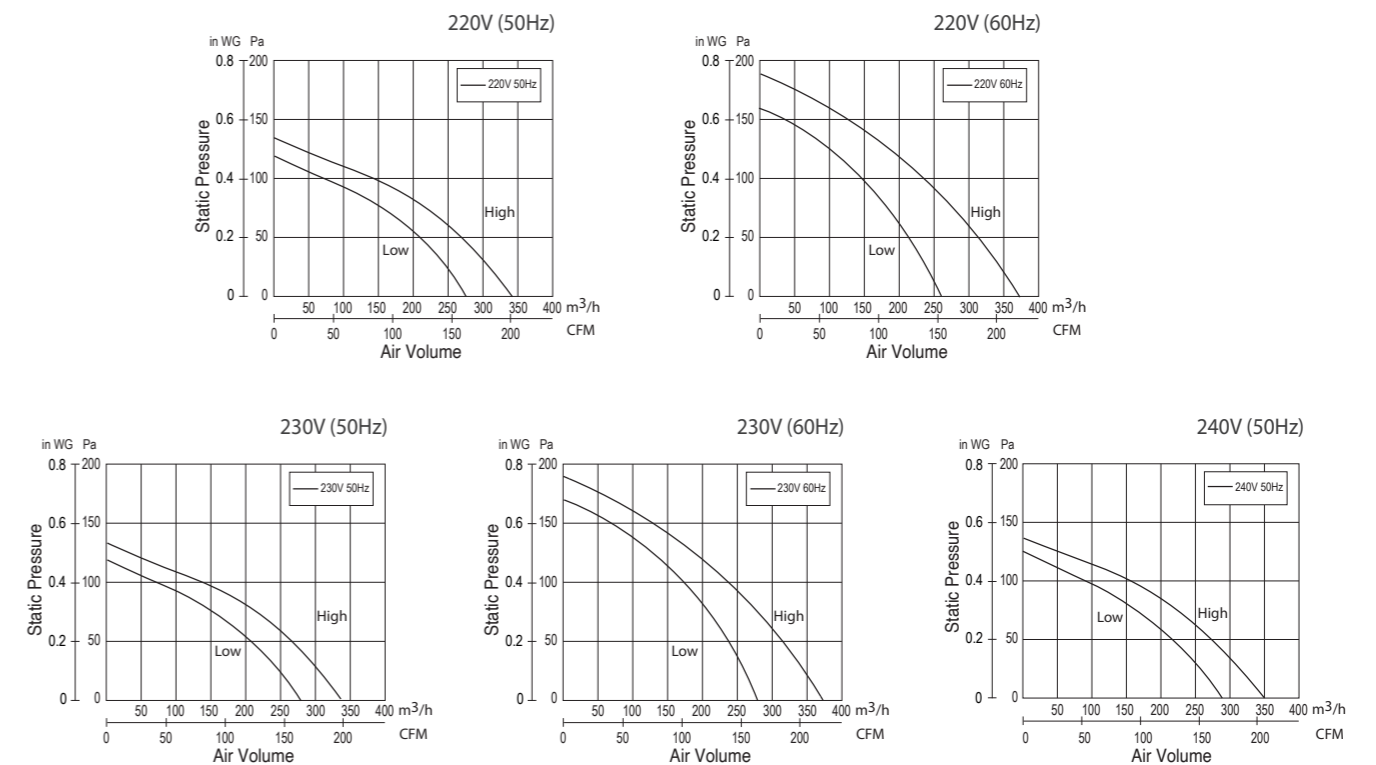 220V (50Hz)
in WG Pa
0.8 200
220V 50Hz
0.6 150
0.4 100
0.2 50
0 0
Static Pressure
High
Low
50 100 150 200 250 300 350 400 m3/h
0 50 100 150 200 CFM
Air Volume
220V (60Hz)
in WG Pa
0.8 200
220V 60Hz
0.6 150
0.4 100
0.2 50
0 0
Static Pressure
High
Low
50 100 150 200 250 300 350 400 m3/h
0 50 100 150 200 CFM
Air Volume
230V (50Hz)
in WG Pa
0.8 200
230V 50Hz
0.6 150
0.4 100
0.2 50
0 0
Static Pressure
High
Low
50 100 150 200 250 300 350 400 m3/h
0 50 100 150 200 CFM
Air Volume
230V (60Hz)
in WG Pa
0.8 200
230V 60Hz
0.6 150
0.4 100
0.2 50
0 0
Static Pressure
High
Low
50 100 150 200 250 300 350 400 m3/h
0 50 100 150 200 CFM
Air Volume
240V (50Hz)
in WG Pa
0.8 200
240V 50Hz
0.6 150
0.4 100
0.2 50
0 0
Static Pressure
High
Low
50 100 150 200 250 300 350 400 m3/h
0 50 100 150 200 CFM
Air Volume